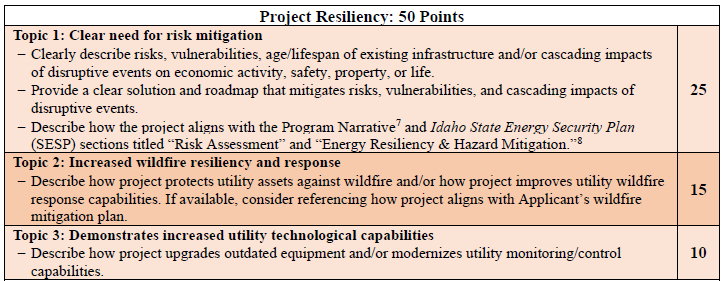 Project Resiliency: 50 Points
Topic 1: Clear need for risk mitigation
– Clearly describe risks, vulnerabilities, age/lifespan of existing infrastructure and/or cascading impacts
of disruptive events on economic activity, safety, property, or life.
– Provide a clear solution and roadmap that mitigates risks, vulnerabilities, and cascading impacts of
disruptive events.
– Describe how the project aligns with the Program Narrative⁷ and Idaho State Energy Security Plan
(SESP) sections titled “Risk Assessment” and “Energy Resiliency & Hazard Mitigation.”⁸
25
Topic 2: Increased wildfire resiliency and response
– Describe how project protects utility assets against wildfire and/or how project improves utility wildfire
response capabilities. If available, consider referencing how project aligns with Applicant’s wildfire
mitigation plan.
15
Topic 3: Demonstrates increased utility technological capabilities
– Describe how project upgrades outdated equipment and/or modernizes utility monitoring/control
capabilities.
10